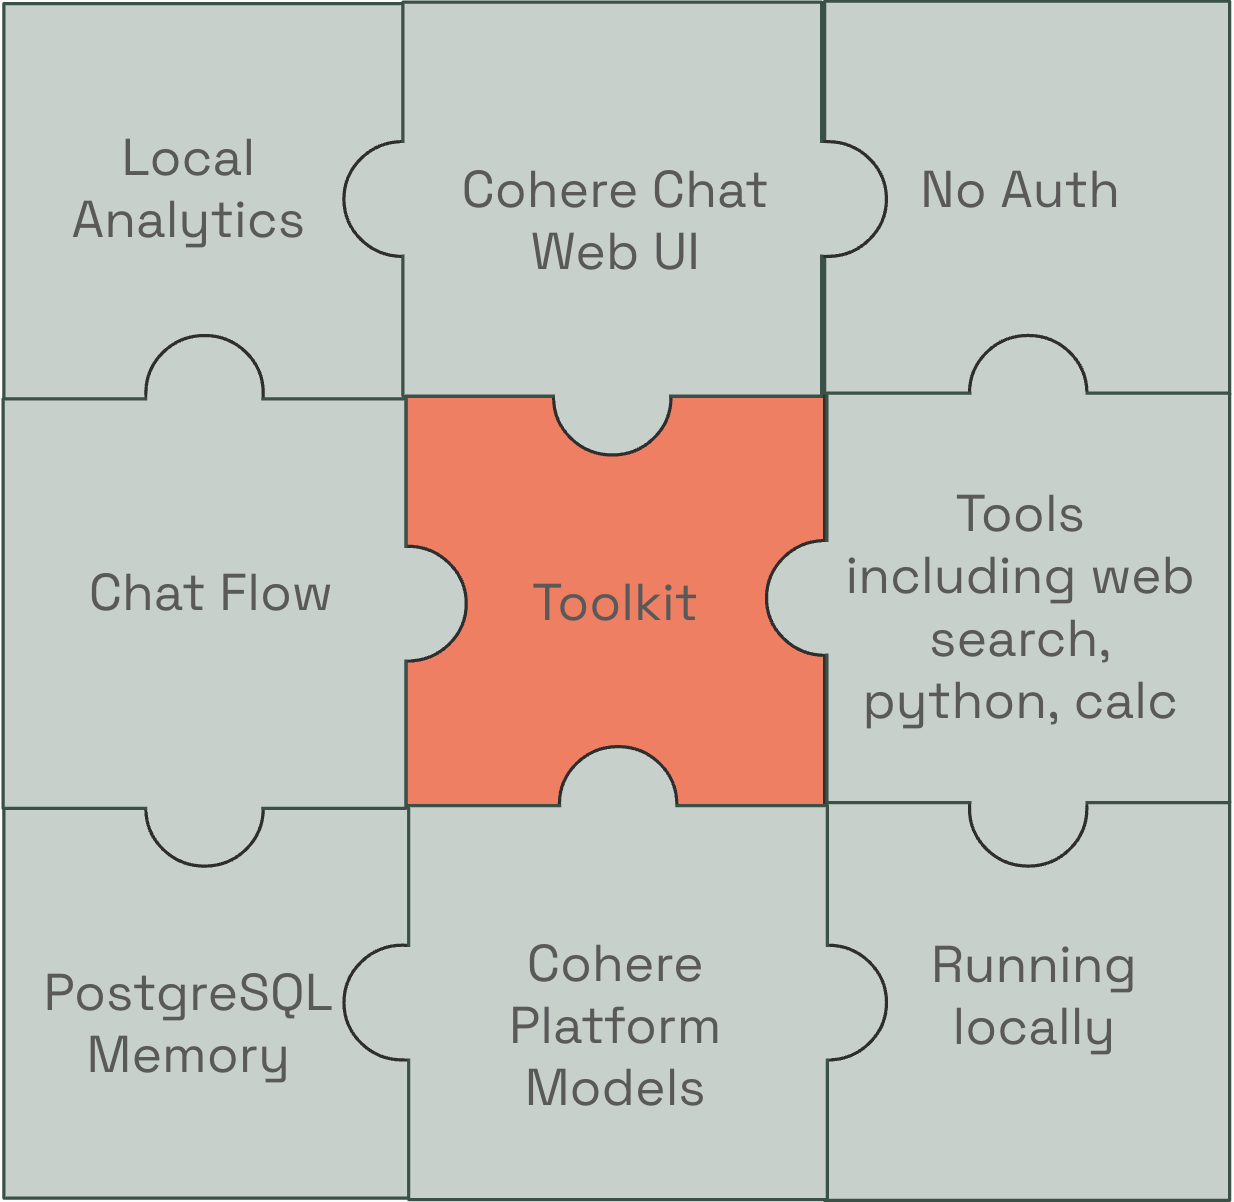 Local
Analytics
Cohere Chat
Web UI
No Auth
Chat Flow
Toolkit
Tools
including web
search,
python, calc
PostgreSQL
Memory
Cohere
Platform
Models
Running
locally